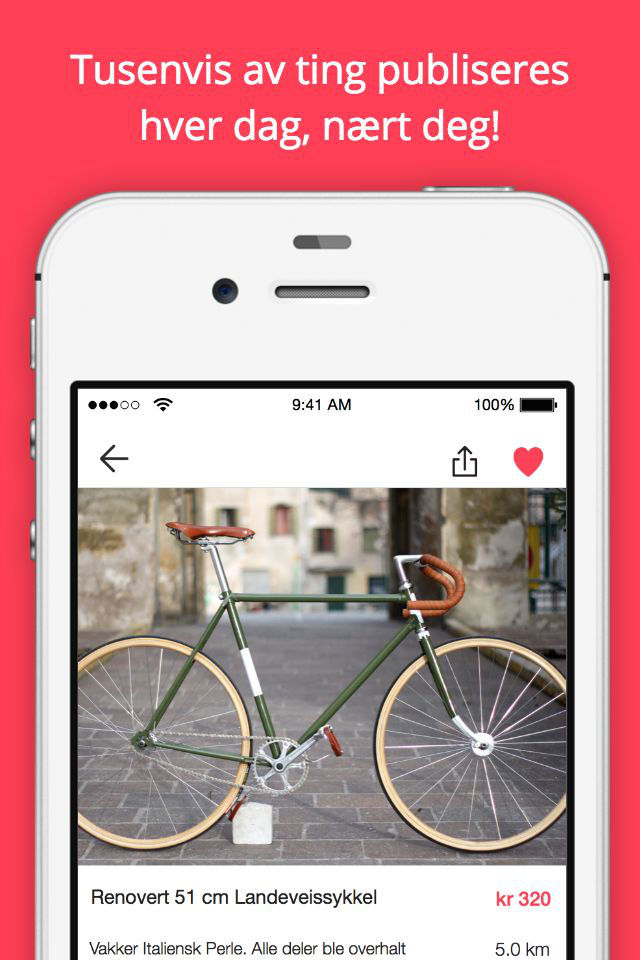 Tusenvis av ting publiseres
hver dag, nært deg!
9:41 AM
100%
Renovert 51 cm Landeveissykkel
kr 320
Vakker Italiensk Perle. Alle deler ble overhalt
5.0 km